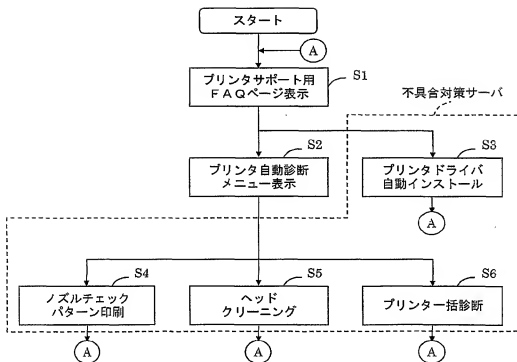 スタート
A
プリンタサポート用
FAQページ表示
S1
不具合対策サーバ
S2
プリンタ自動診断
メニュー表示
S3
プリンタドライバ
自動インストール
A
S4
ノズルチェック
パターン印刷
S5
ヘッド
クリーニング
S6
プリンター括診断
A
A
A